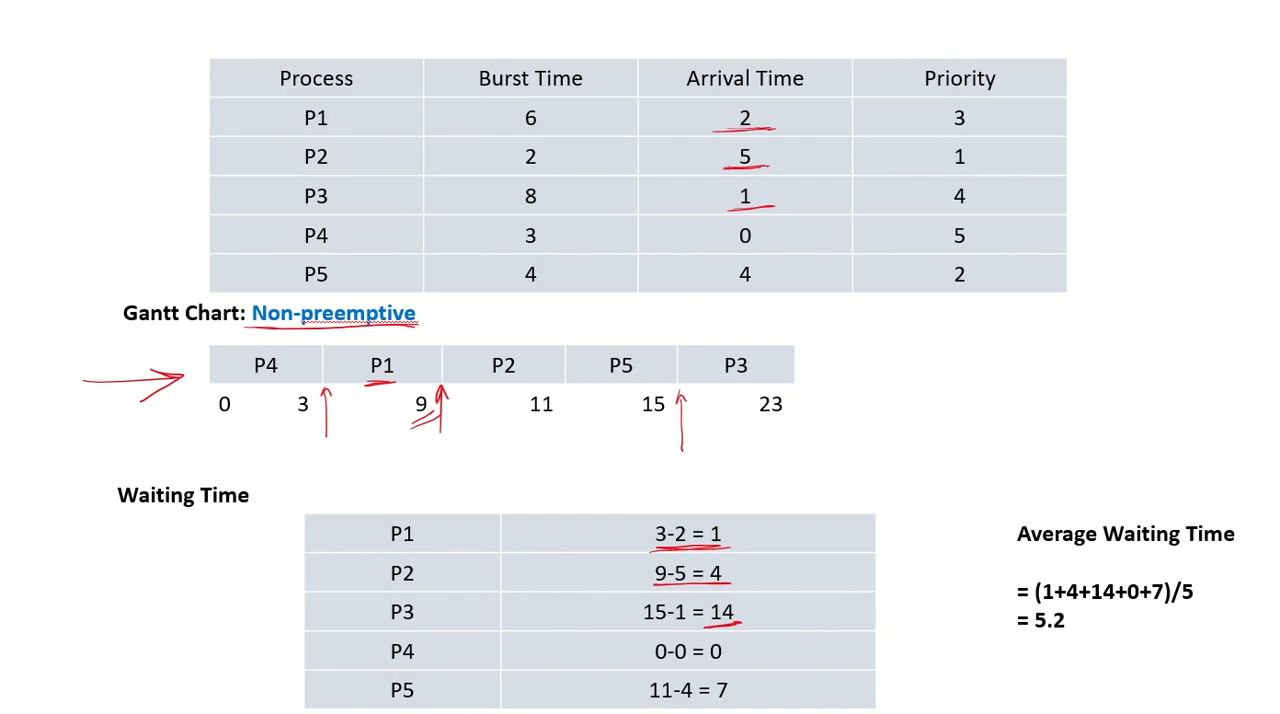 Process Burst Time Arrival Time Priority
P1 6 2 3
P2 2 5 1
P3 8 1 4
P4 3 0 5
P5 4 4 2
Gantt Chart: Non-preemptive
P4 P1 P2 P5 P3
0 3 9 11 15 23
Waiting Time
P1 3-2 = 1
P2 9-5 = 4
P3 15-1 = 14
P4 0-0 = 0
P5 11-4 = 7
Average Waiting Time
= (1+4+14+0+7)/5
= 5.2